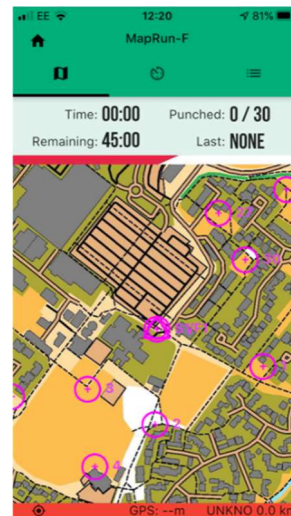 EE 12:20 81%
MapRun-F
Time: 00:00 Punched: 0 / 30
Remaining: 45:00 Last: NONE
27
3
2
4
GPS: --m UNKNO 0.0 km